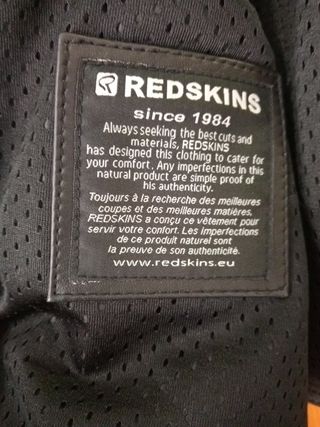 REDSKINS
since 1984
Always seeking the best cuts and
materials, REDSKINS
has designed this clothing to cater for
your comfort. Any imperfections in this
natural product are simple proof of
his authenticity.
Toujours à la recherche des meilleures
coupes et des meilleures matières,
REDSKINS a conçu ce vêtement pour
servir votre confort. Les imperfections
de ce produit naturel sont
la preuve de son authenticité.
www.redskins.eu